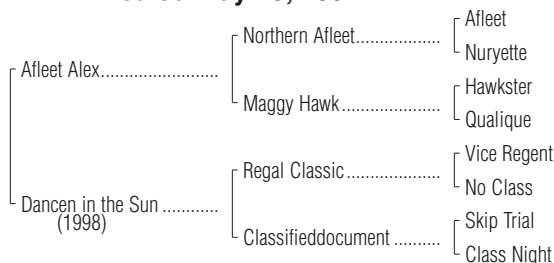 Afleet
Northern Afleet....................
Nuryette
Afleet Alex............................
Hawkster
Maggy Hawk.......................
Qualique
Vice Regent
Regal Classic......................
No Class
Dancen in the Sun .............
(1998)
Skip Trial
Classifieddocument ..........
Class Night